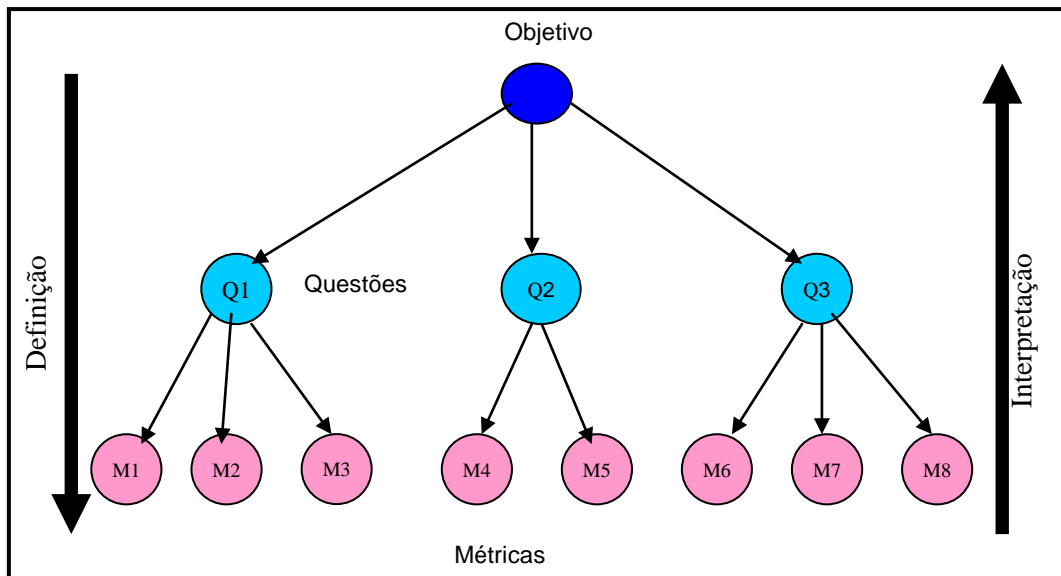 Objetivo
Definição
Q1
Questões
Q2
Q3
Interpretação
M1
M2
M3
M4
M5
M6
M7
M8
Métricas